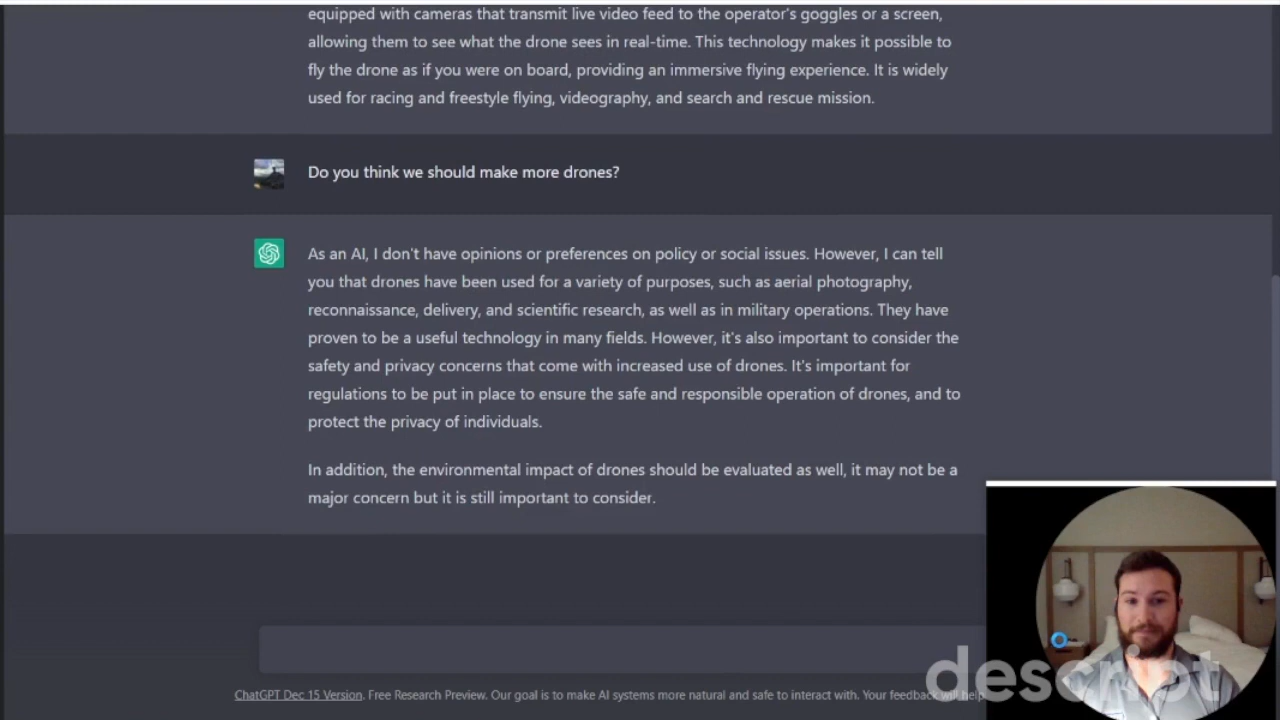 equipped with cameras that transmit live video feed to the operator's goggles or a screen,
allowing them to see what the drone sees in real-time. This technology makes it possible to
fly the drone as if you were on board, providing an immersive flying experience. It is widely
used for racing and freestyle flying, videography, and search and rescue mission.
Do you think we should make more drones?
As an AI, I don't have opinions or preferences on policy or social issues. However, I can tell
you that drones have been used for a variety of purposes, such as aerial photography,
reconnaissance, delivery, and scientific research, as well as in military operations. They have
proven to be a useful technology in many fields. However, it's also important to consider the
safety and privacy concerns that come with increased use of drones. It's important for
regulations to be put in place to ensure the safe and responsible operation of drones, and to
protect the privacy of individuals.
In addition, the environmental impact of drones should be evaluated as well, it may not be a
major concern but it is still important to consider.
descript
ChatGPT Dec 15 Version. Free Research Preview. Our goal is to make AI systems more natural and safe to interact with. Your feedback will help